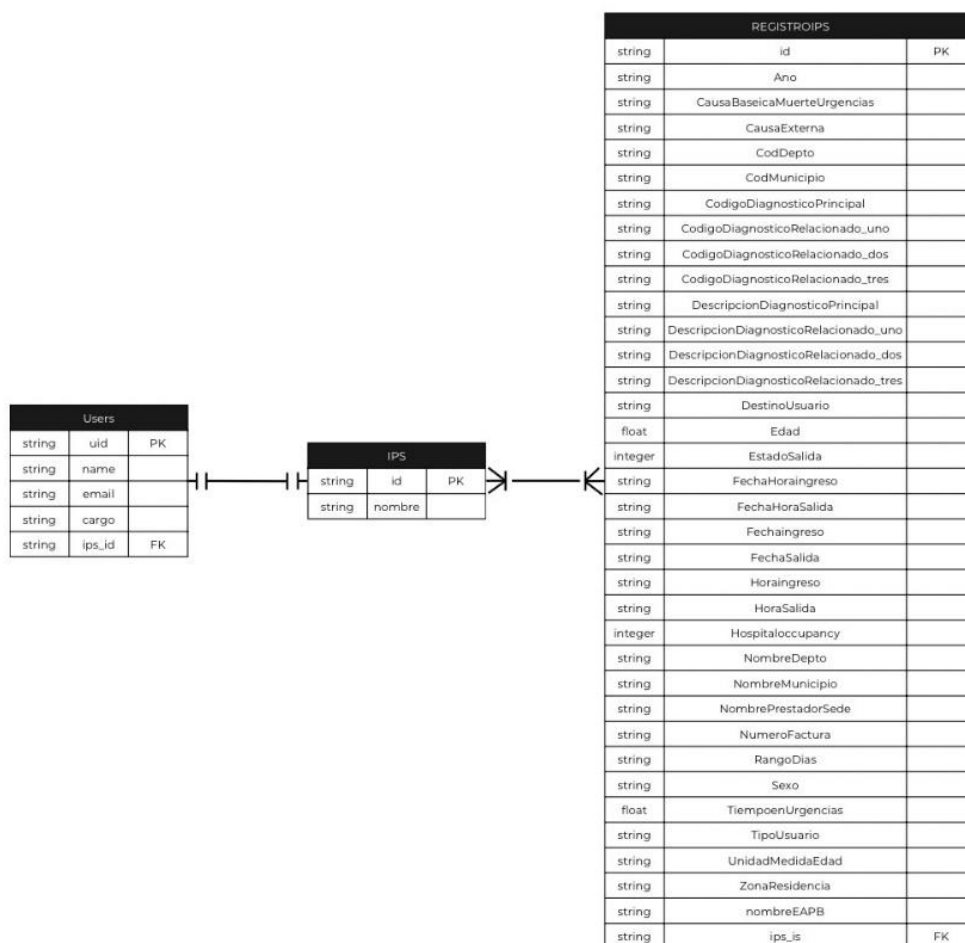 Users
string uid PK
string name
string email
string cargo
string ips_id FK
IPS
string id PK
string nombre
REGISTROIPS
string id PK
string Ano
string CausaBaseicaMuerteUrgencias
string CausaExterna
string CodDepto
string CodMunicipio
string CodigoDiagnosticoPrincipal
string CodigoDiagnosticoRelacionado_uno
string CodigoDiagnosticoRelacionado_dos
string CodigoDiagnosticoRelacionado_tres
string DescripcionDiagnosticoPrincipal
string DescripcionDiagnosticoRelacionado_uno
string DescripcionDiagnosticoRelacionado_dos
string DescripcionDiagnosticoRelacionado_tres
string DestinoUsuario
float Edad
integer EstadoSalida
string FechaHoraingreso
string FechaHoraSalida
string Fechaingreso
string FechaSalida
string Horaingreso
string HoraSalida
integer Hospitaloccupancy
string NombreDepto
string NombreMunicipio
string NombrePrestadorSede
string NumeroFactura
string RangoDias
string Sexo
float TiempoenUrgencias
string TipoUsuario
string UnidadMedidaEdad
string ZonaResidencia
string nombreEAPB
string ips_is FK